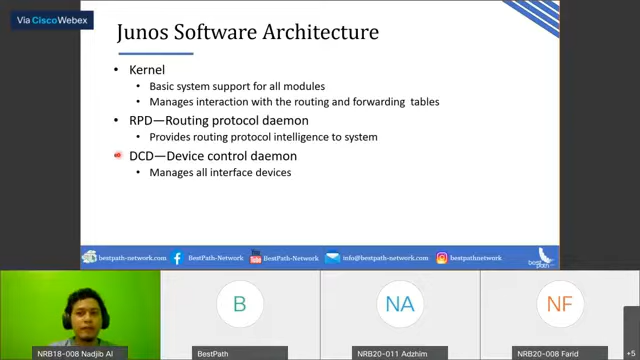 Via Cisco Webex
Junos Software Architecture
• Kernel
• Basic system support for all modules
• Manages interaction with the routing and forwarding tables
• RPD—Routing protocol daemon
• Provides routing protocol intelligence to system
DCD—Device control daemon
• Manages all interface devices
bestpath-network.com
BestPath-Network
BestPath-Network
info@bestpath-network.com
bestpathnetwork
best
path
B
NA
NF
NRB18-008 Nadjib Al
BestPath
NRB20-011 Adzhim
NRB20-008 Farid
+5